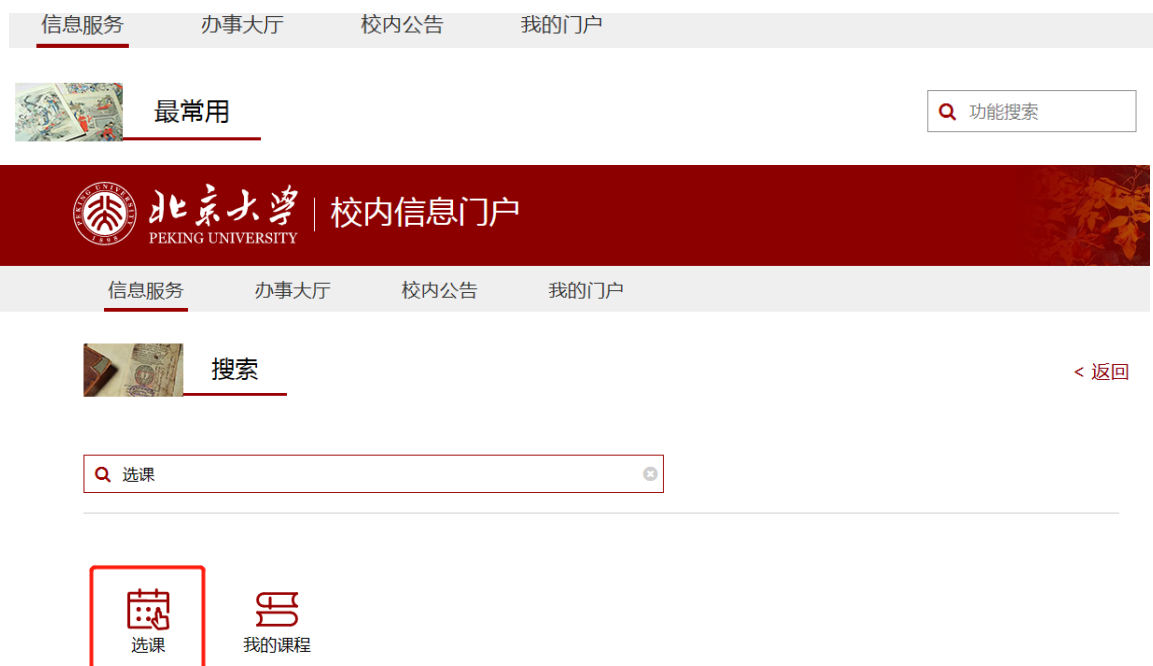 信息服务 办事大厅 校内公告 我的门户
最常用 功能搜索
北京大学 校内信息门户
PEKING UNIVERSITY
PEKING UNIVERSITY
1898
信息服务 办事大厅 校内公告 我的门户
搜索 < 返回
选课
选课 我的课程